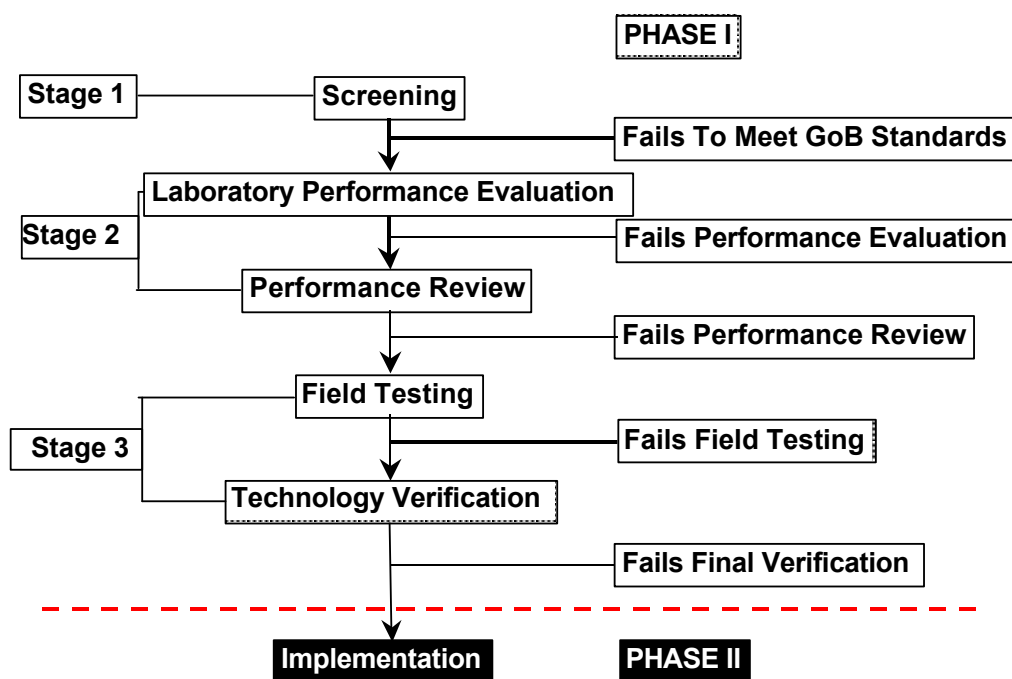 PHASE I
Stage 1
Screening
Fails To Meet GoB Standards
Laboratory Performance Evaluation
Stage 2
Fails Performance Evaluation
Performance Review
Fails Performance Review
Field Testing
Stage 3
Fails Field Testing
Technology Verification
Fails Final Verification
Implementation
PHASE II